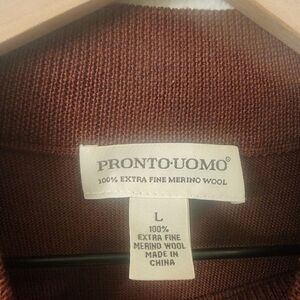 PRONTO·UOMO®
100% EXTRA FINE MERINO WOOL
L
100%
EXTRA FINE
MERINO WOOL
MADE IN
CHINA